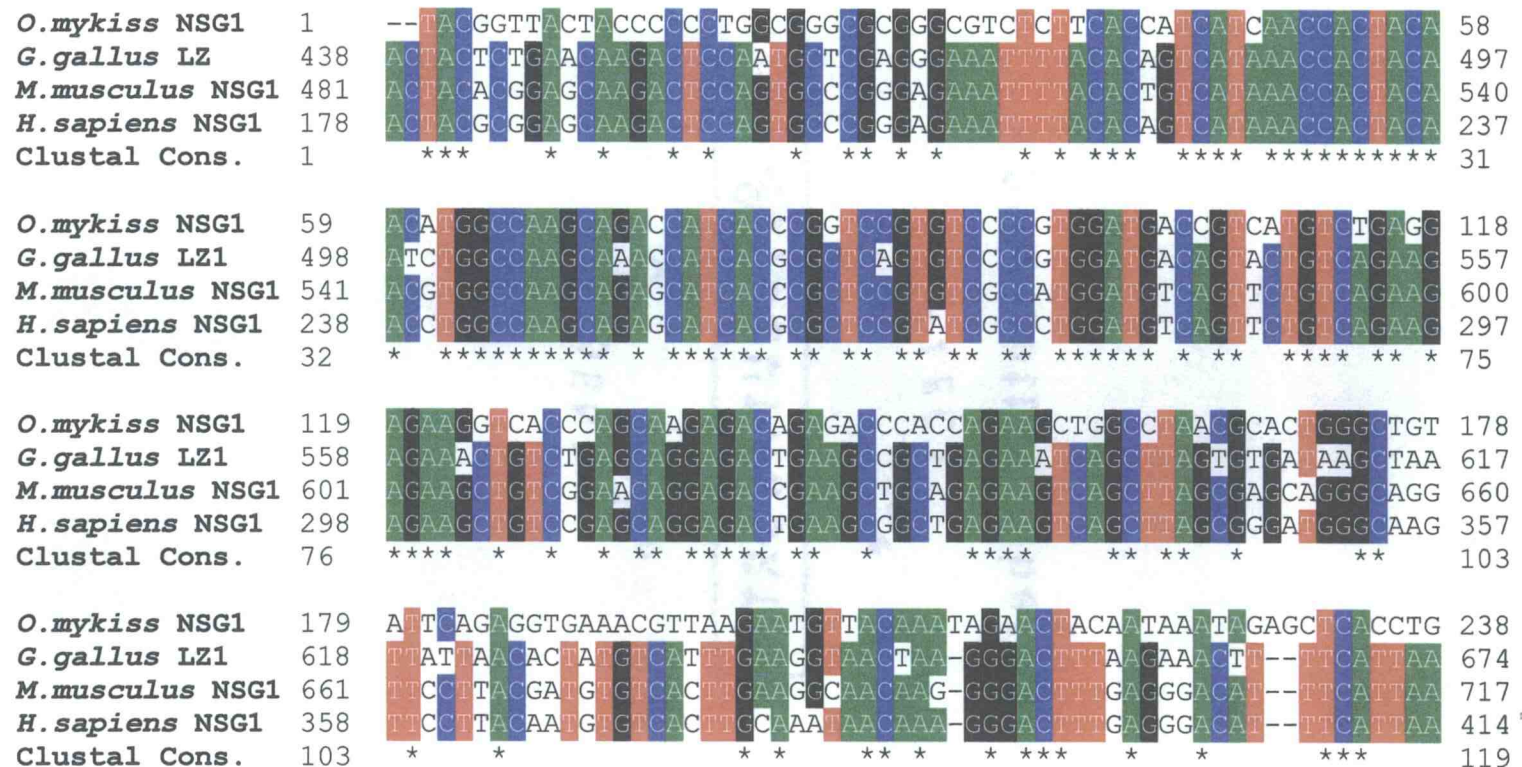 O.mykiss NSG1 1 --TACGGTTACTACCCCCCTGGCGGGCGCGGGCGTCTCTTCACCATCATCAACCACTACA 58
G.gallus LZ 438 ACTACTCTGAACAAGACTCCAATGCTCGAGGGAAATTTTACACAGTCATAAACCACTACA 497
M.musculus NSG1 481 ACTACACGGAGCAAGACTCCAGTGCCCGGGAGAAATTTTACACTGTCATAAACCACTACA 540
H.sapiens NSG1 178 ACTACGCGGAGCAAGACTCCAGTGCCCGGGAGAAATTTTACACAGTCATAAACCACTACA 237
Clustal Cons. 1 *** * * * * * ** * * * * *** **** ********** 31
O.mykiss NSG1 59 ACATGGCCAAGCAGACCATCACCCGGTCCGTGTCCCCGTGGATGACCGTCATGTCTGAGG 118
G.gallus LZ1 498 ATCTGGCCAAGCAAACCATCACGCGCTCAGTGTCCCCGTGGATGACAGTACTGTCAGAAG 557
M.musculus NSG1 541 ACGTGGCCAAGCAGAGCATCACCCGCTCCGTGTCGCCATGGATGTCAGTTCTGTCAGAAG 600
H.sapiens NSG1 238 ACCTGGCCAAGCAGAGCATCACGCGCTCCGTATCGCCCTGGATGTCAGTTCTGTCAGAAG 297
Clustal Cons. 32 * ********** * ****** ** ** ** ** ** ****** * ** **** ** * 75
O.mykiss NSG1 119 AGAAGGTCACCCAGCAAGAGACAGAGACCCACCAGAAGCTGGCCTAACGCACTGGGCTGT 178
G.gallus LZ1 558 AGAAACTGTCTGAGCAGGAGACTGAAGCCGCTGAGAAATCAGCTTAGTGTGATAAGCTAA 617
M.musculus NSG1 601 AGAAGCTGTCGGAACAGGAGACCGAAGCTGCAGAGAAGTCAGCTTAGCGAGCAGGGCAGG 660
H.sapiens NSG1 298 AGAAGCTGTCCGAGCAGGAGACTGAAGCGGCTGAGAAGTCAGCTTAGCGGGATGGGCAAG 357
Clustal Cons. 76 **** * * * ** ***** ** * **** ** ** * ** 103
O.mykiss NSG1 179 ATTCAGAGGTGAAACGTTAAGAATGTTACAAATAGAACTACAATAAATAGAGCTCACCTG 238
G.gallus LZ1 618 TTATTAACACTATGTCATTTGAAGGTAACTAA-GGGACTTTAAGAAACTT--TTCATTAA 674
M.musculus NSG1 661 TTCCTTACGATGTGTCACTTGAAGGCAACAAG-GGGACTTTGAGGGACAT--TTCATTAA 717
H.sapiens NSG1 358 TTCCTTACAATGTGTCACTTGCAAATAACAAA-GGGACTTTGAGGGACAT--TTCATTAA 414
Clustal Cons. 103 * * * * ** * * *** * * *** 119